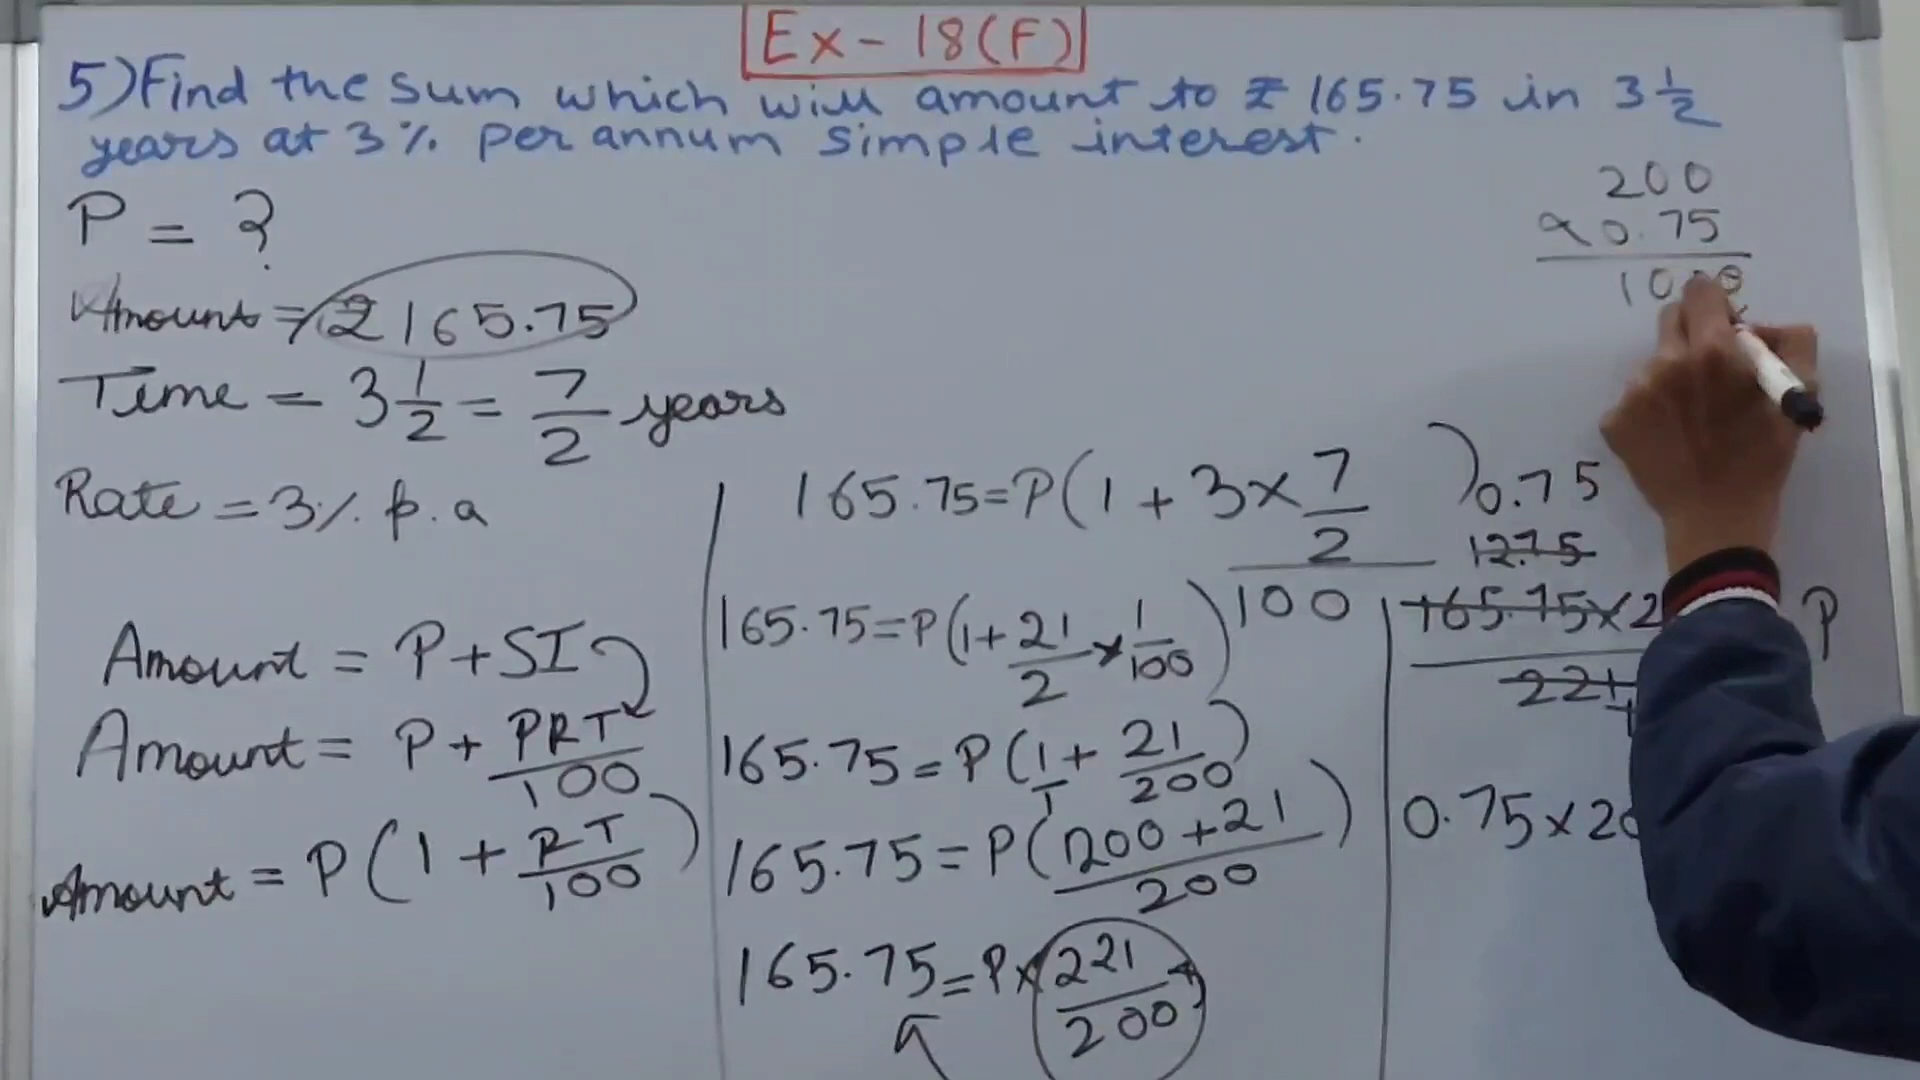 Ex - 18(F)
5) Find the sum which will amount to ₹ 165.75 in 3 1/2
years at 3% per annum simple interest.
P = ?
Amount = ₹ 165.75
Time = 3 1/2 = 7/2 years
Rate = 3% p.a
Amount = P + SI
Amount = P + PRT/100
Amount = P(1 + RT/100)
165.75 = P(1 + 3 × 7/2 / 100)
165.75 = P(1 + 21/2 × 1/100)
165.75 = P(1/1 + 21/200)
165.75 = P(200 + 21/200)
165.75 = P × 221/200
200
× 0.75
0.75
12.75
165.75 × 2
221
P
0.75 × 20